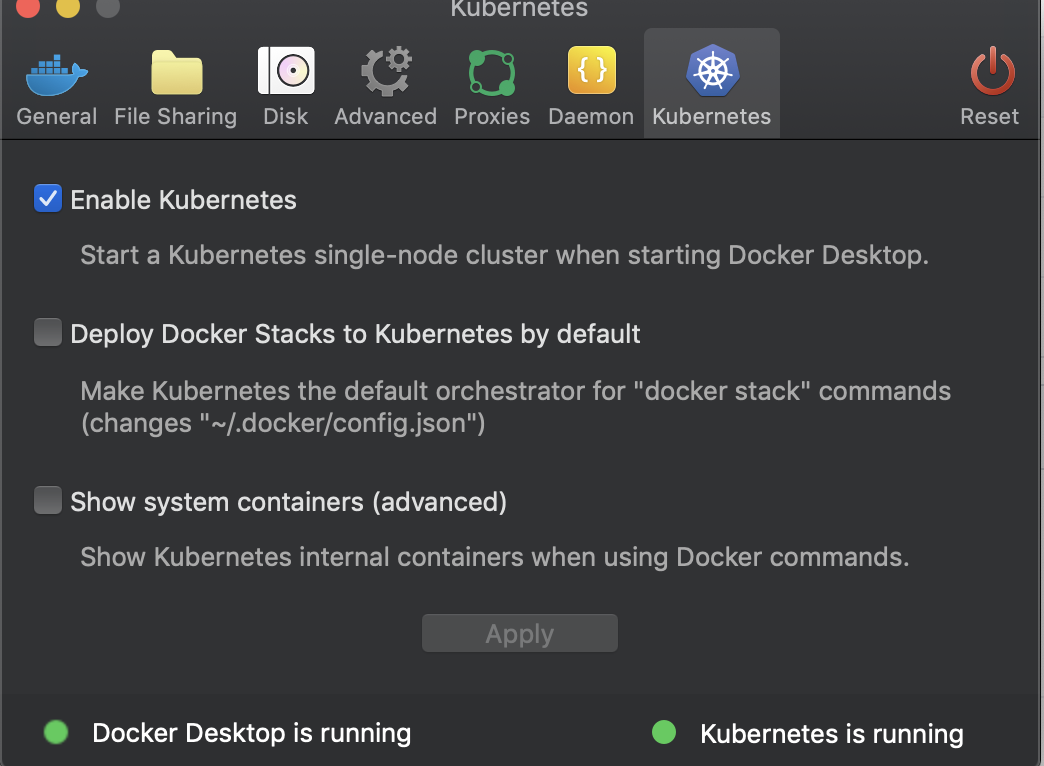 Kubernetes
General File Sharing Disk Advanced Proxies Daemon Kubernetes Reset
Enable Kubernetes
Start a Kubernetes single-node cluster when starting Docker Desktop.
Deploy Docker Stacks to Kubernetes by default
Make Kubernetes the default orchestrator for "docker stack" commands
(changes "~/.docker/config.json")
Show system containers (advanced)
Show Kubernetes internal containers when using Docker commands.
Apply
Docker Desktop is running Kubernetes is running